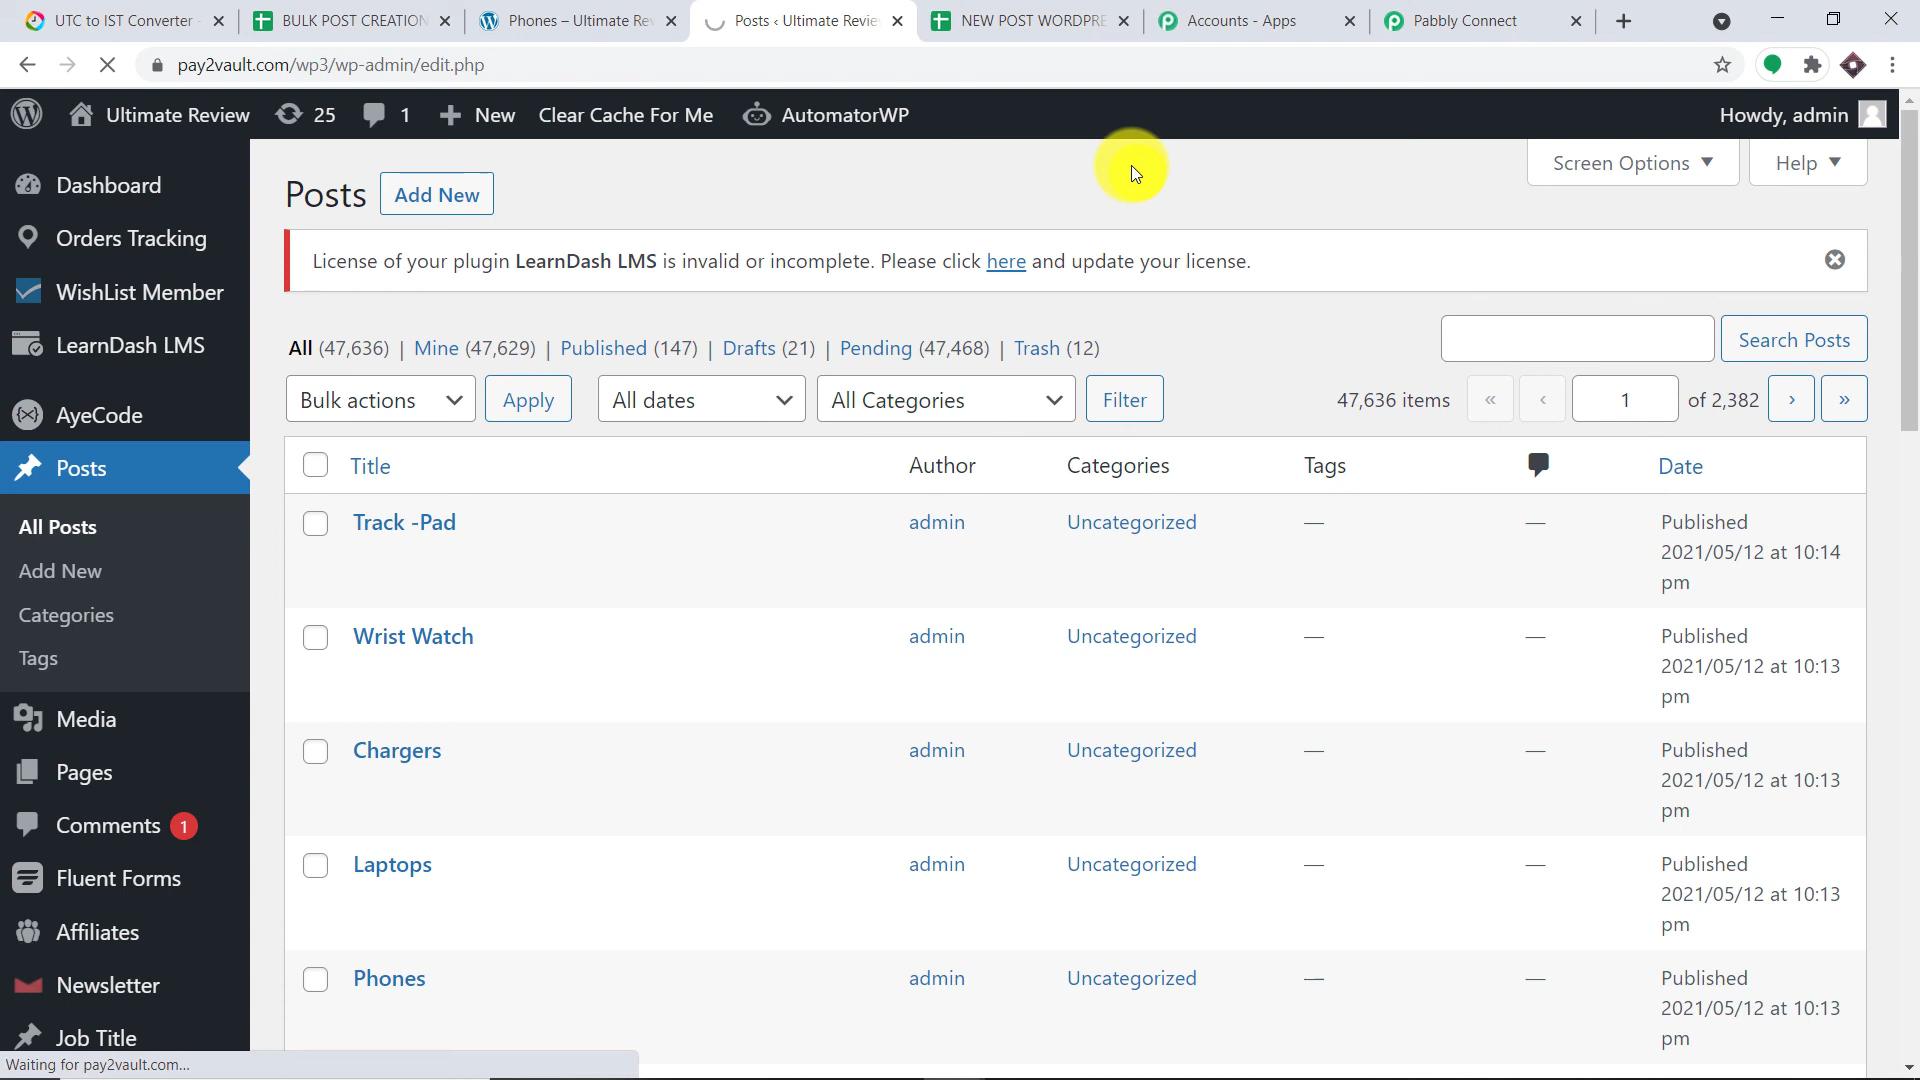 UTC to IST Converter
BULK POST CREATION
Phones – Ultimate Re
Posts ‹ Ultimate Revie
NEW POST WORDPRE
Accounts - Apps
Pabbly Connect
pay2vault.com/wp3/wp-admin/edit.php
Ultimate Review
25
1
New
Clear Cache For Me
AutomatorWP
Howdy, admin
Dashboard
Orders Tracking
WishList Member
LearnDash LMS
AyeCode
Posts
All Posts
Add New
Categories
Tags
Media
Pages
Comments 1
Fluent Forms
Affiliates
Newsletter
Job Title
Screen Options
Help
Posts Add New
License of your plugin LearnDash LMS is invalid or incomplete. Please click here and update your license.
All (47,636) | Mine (47,629) | Published (147) | Drafts (21) | Pending (47,468) | Trash (12)
Search Posts
Bulk actions Apply All dates All Categories Filter 47,636 items « ‹ 1 of 2,382 › »
Title Author Categories Tags Date
Track -Pad admin Uncategorized — — Published
2021/05/12 at 10:14
pm
Wrist Watch admin Uncategorized — — Published
2021/05/12 at 10:13
pm
Chargers admin Uncategorized — — Published
2021/05/12 at 10:13
pm
Laptops admin Uncategorized — — Published
2021/05/12 at 10:13
pm
Phones admin Uncategorized — — Published
2021/05/12 at 10:13
pm
Waiting for pay2vault.com...